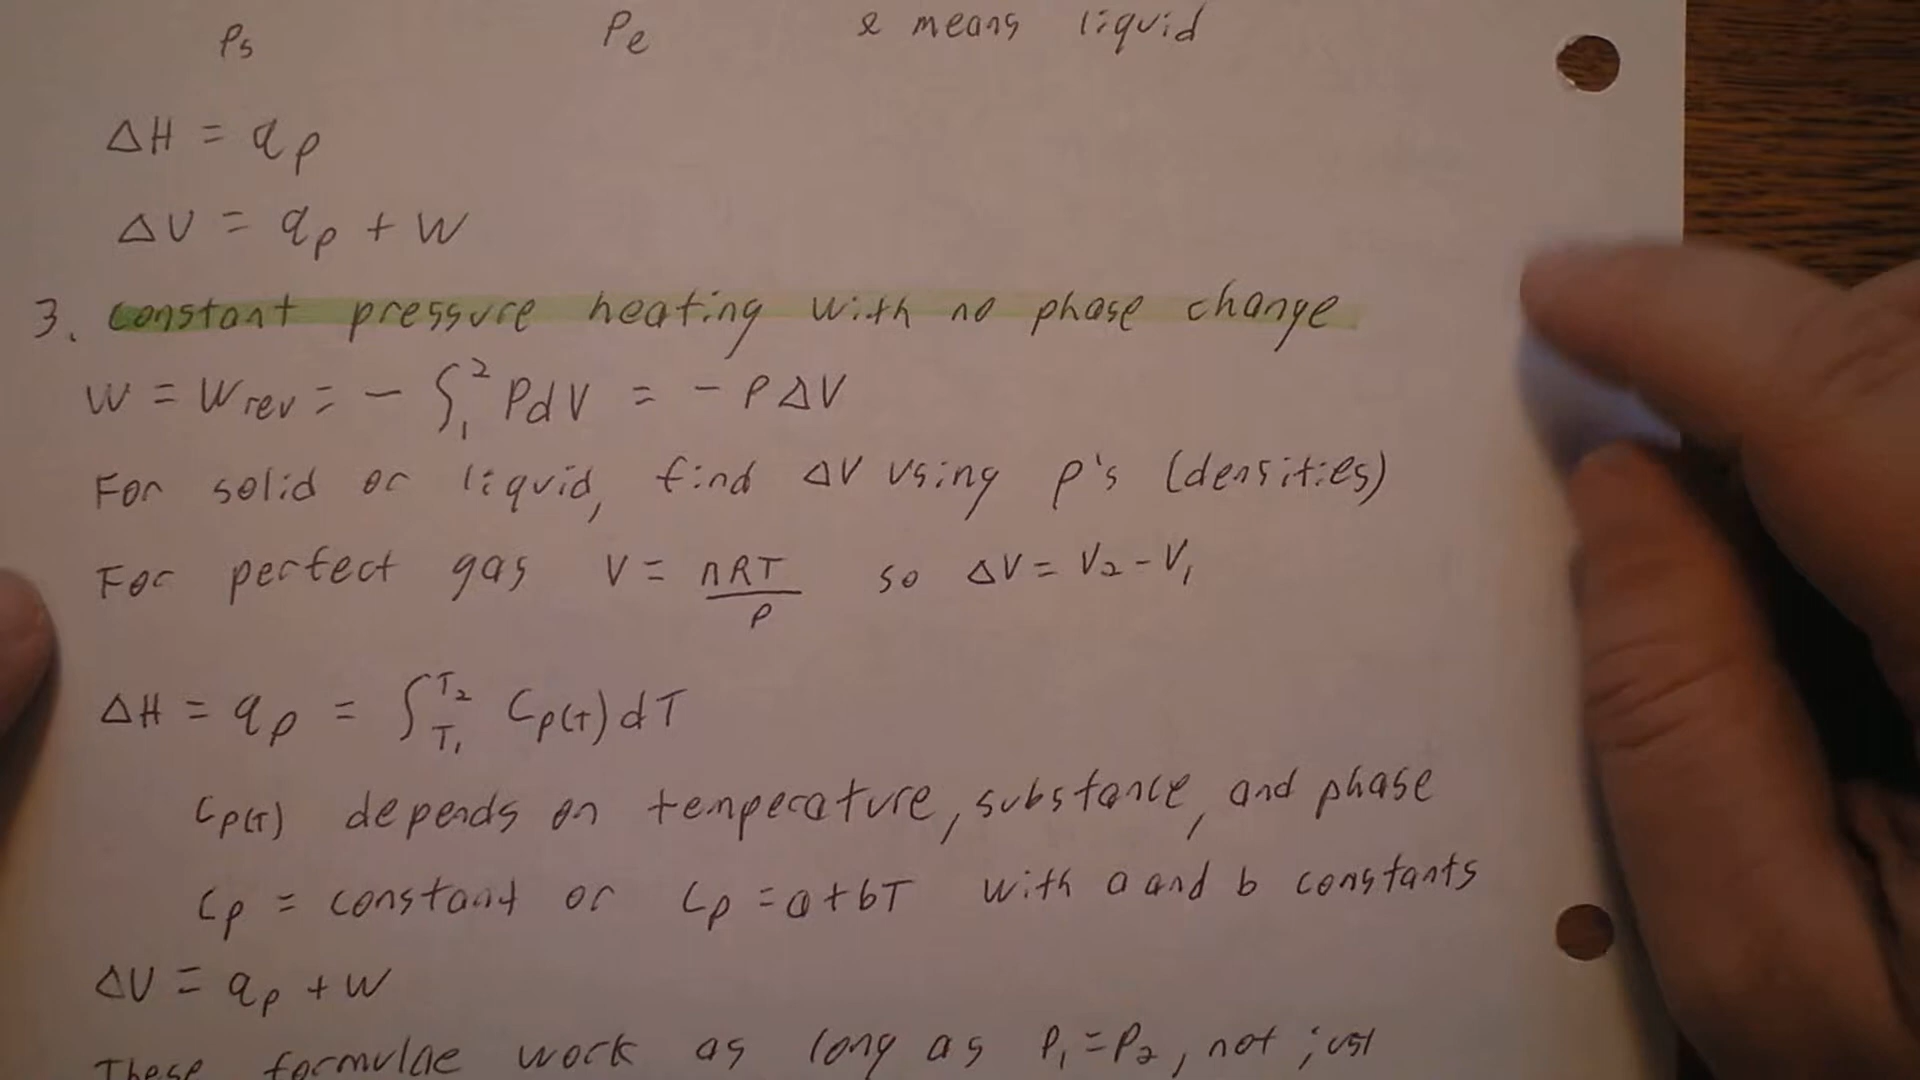 ρs ρℓ ℓ means liquid
ΔH = qp
ΔU = qp + w
3. constant pressure heating with no phase change
w = wrev = - ∫₁² PdV = - PΔV
For solid or liquid, find ΔV using ρ's (densities)
For perfect gas V = nRT/P so ΔV = V₂ - V₁
ΔH = qp = ∫T₁T₂ Cp(T) dT
Cp(T) depends on temperature, substance, and phase
Cp = constant or Cp = a + bT with a and b constants
ΔU = qp + w
These formulae work as long as P₁ = P₂, not just